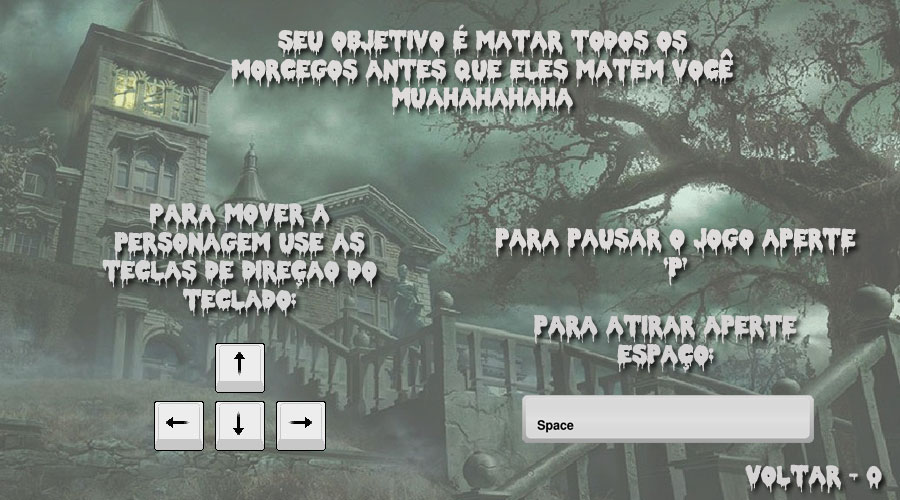 SEU OBJETIVO É MATAR TODOS OS
MORCEGOS ANTES QUE ELES MATEM VOCÊ
MUAHAHAHAHA
PARA MOVER A
PERSONAGEM USE AS
TECLAS DE DIREÇAO DO
TECLADO:
PARA PAUSAR O JOGO APERTE
'P'
PARA ATIRAR APERTE
ESPAÇO:
Space
VOLTAR - O